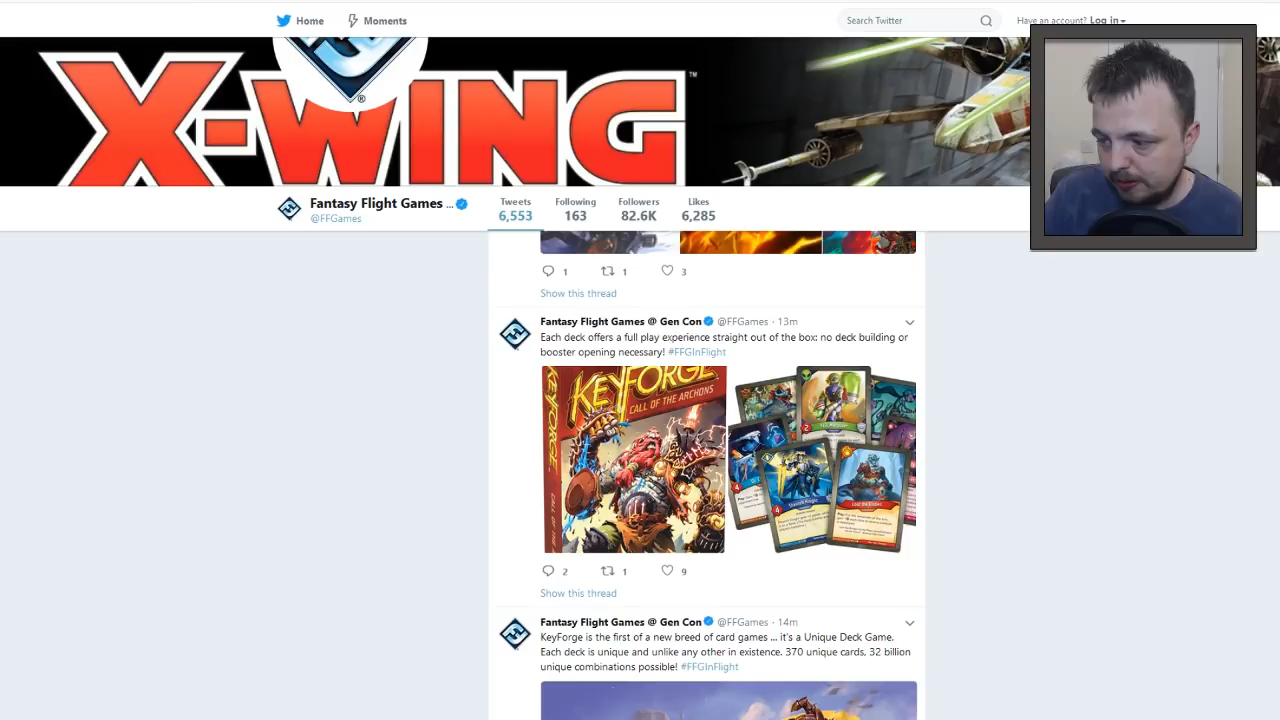 Home
Moments
Search Twitter
Have an account? Log in
X-WING™
®
Fantasy Flight Games ...
@FFGames
Tweets
6,553
Following
163
Followers
82.6K
Likes
6,285
1
1
3
Show this thread
Fantasy Flight Games @ Gen Con @FFGames · 13m
Each deck offers a full play experience straight out of the box: no deck building or
booster opening necessary! #FFGInFlight
KEYFORGE
CALL OF THE ARCHONS
KEYFORGE
2
1
9
Show this thread
Fantasy Flight Games @ Gen Con @FFGames · 14m
KeyForge is the first of a new breed of card games ... it's a Unique Deck Game.
Each deck is unique and unlike any other in existence. 370 unique cards, 32 billion
unique combinations possible! #FFGInFlight